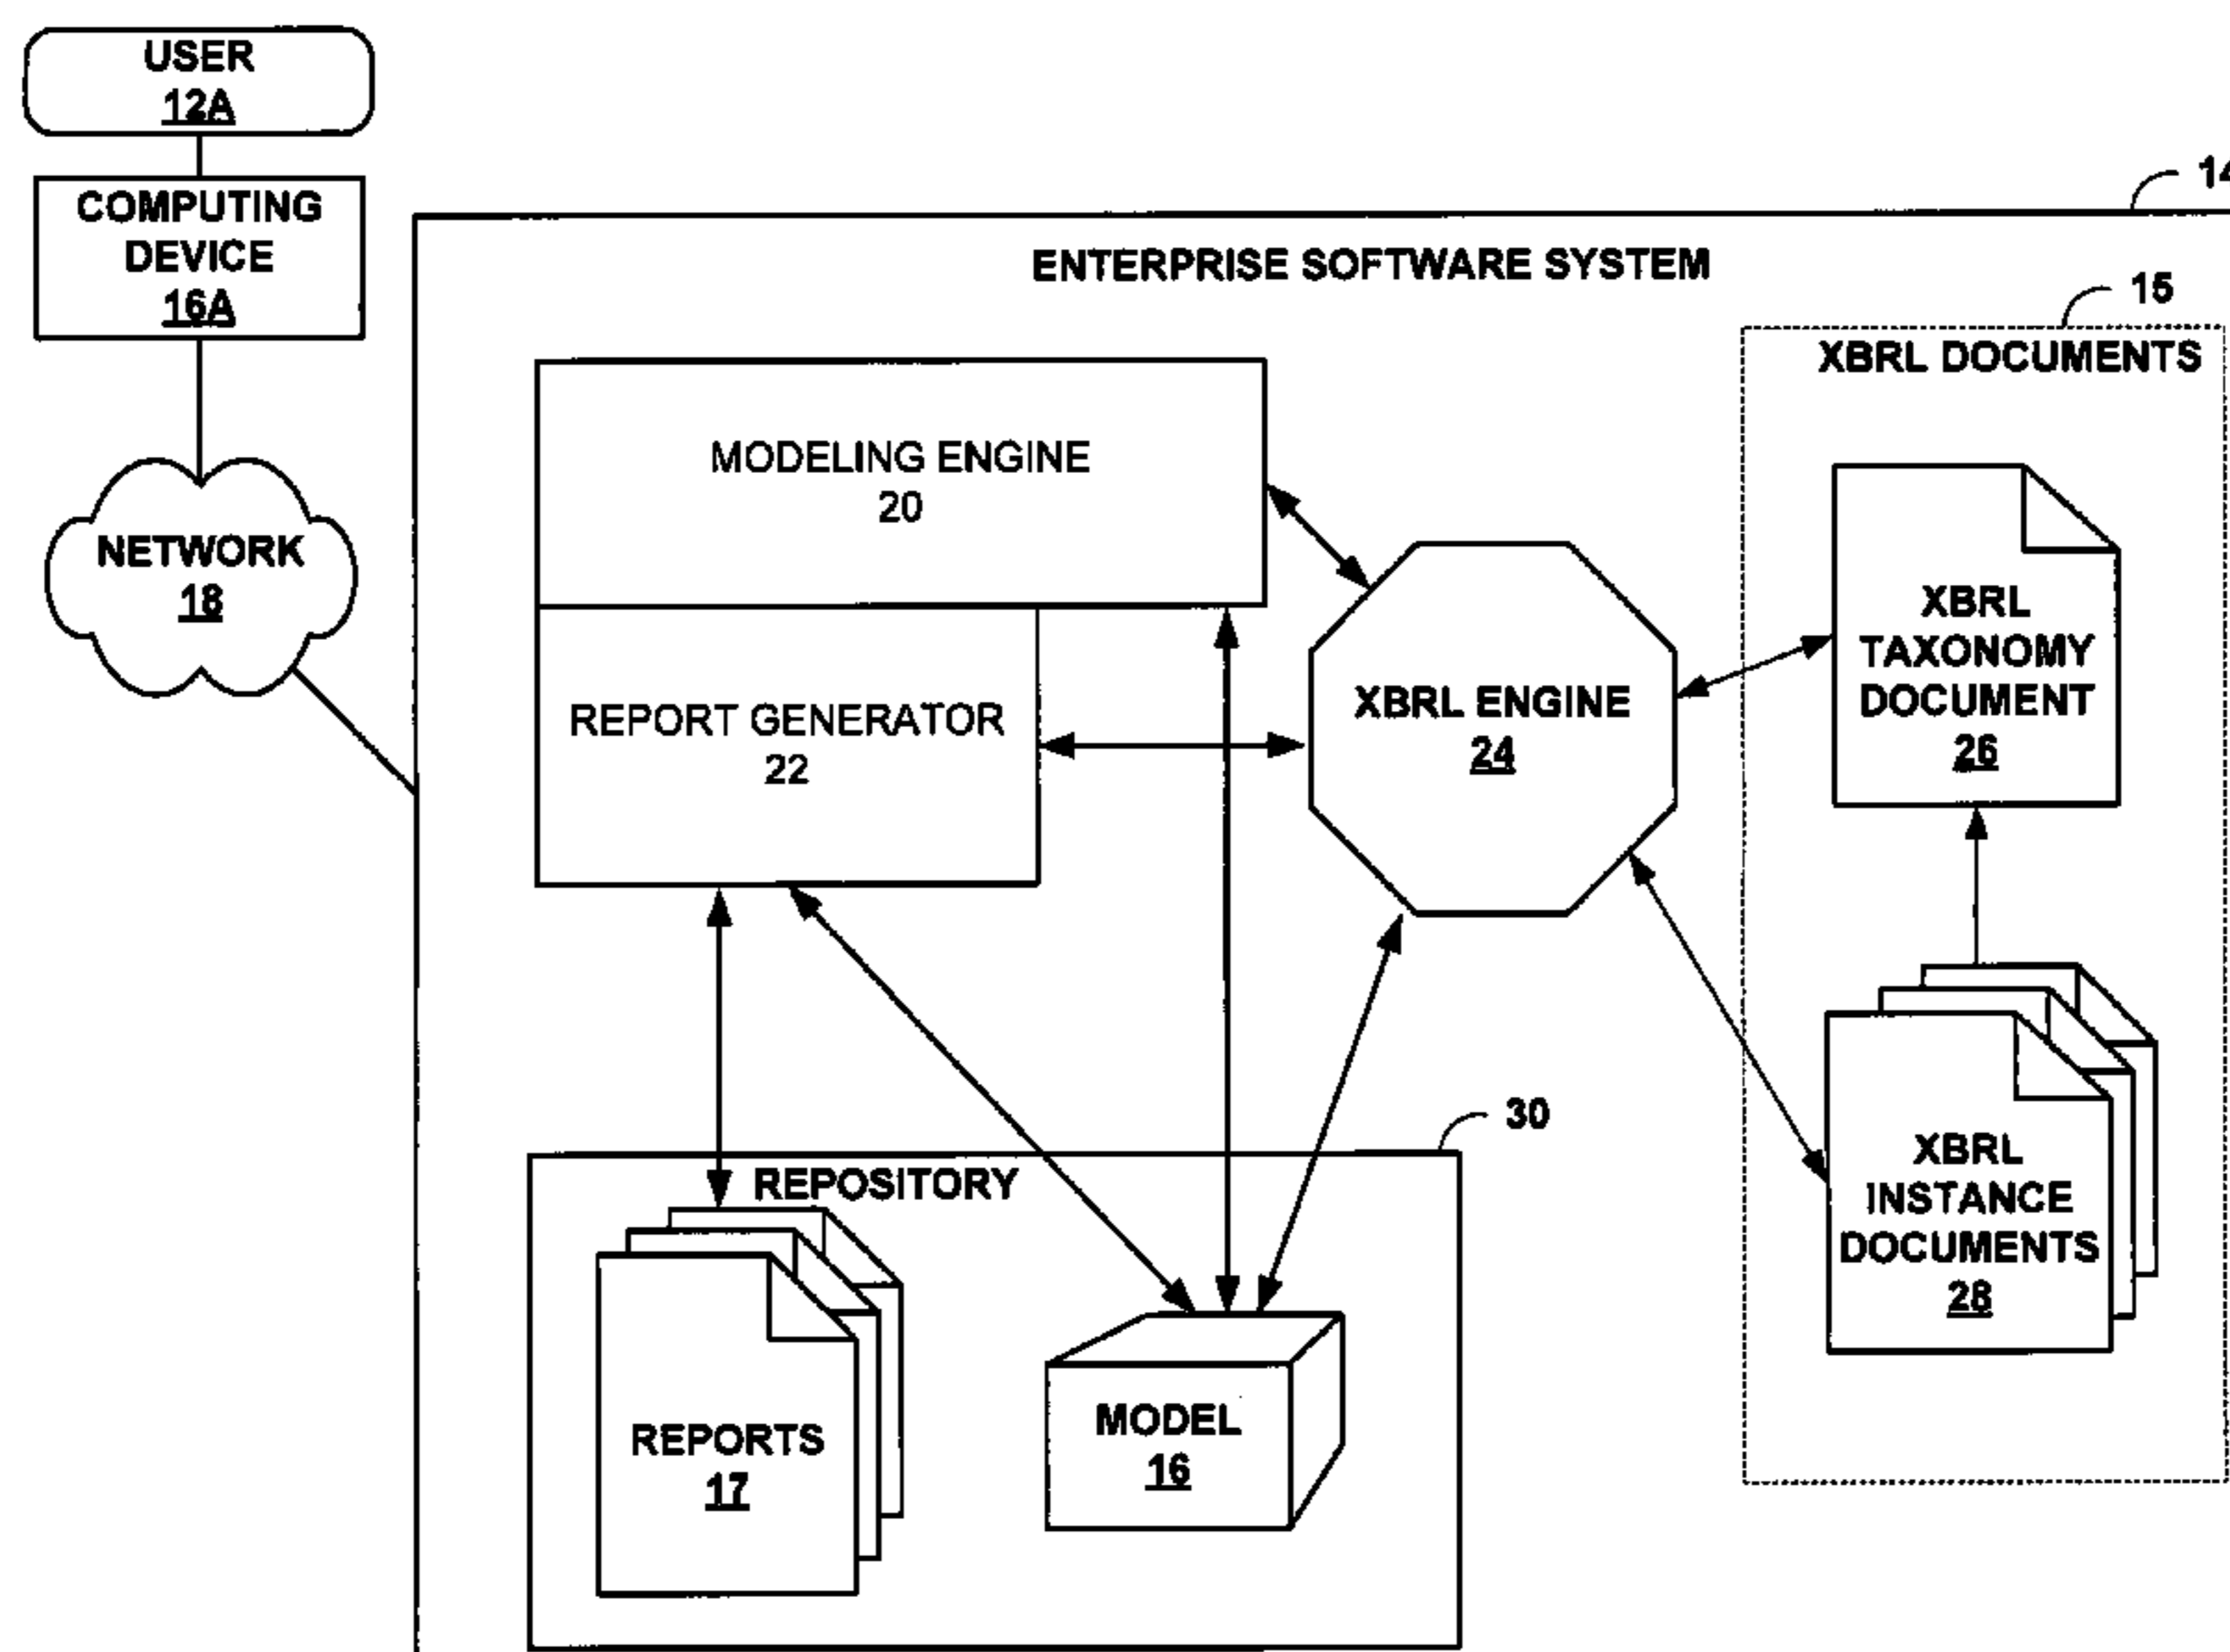 USER
12A
COMPUTING
DEVICE
16A
NETWORK
18
14
ENTERPRISE SOFTWARE SYSTEM
15
XBRL DOCUMENTS
MODELING ENGINE
20
REPORT GENERATOR
22
XBRL ENGINE
24
XBRL
TAXONOMY
DOCUMENT
26
XBRL
INSTANCE
DOCUMENTS
28
30
REPOSITORY
REPORTS
17
MODEL
16